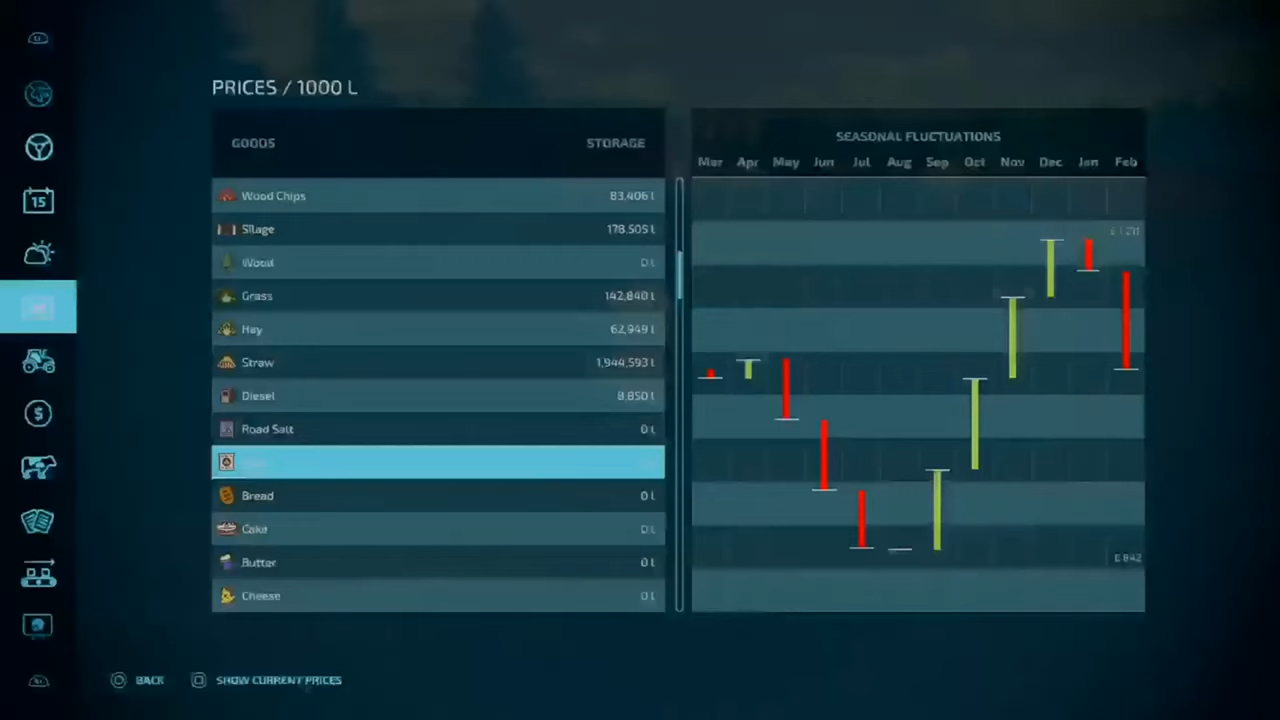 PRICES / 1000 L
GOODS STORAGE
Wood Chips 83,406 l
Silage 178,505 l
Wood 0 l
Grass 142,840 l
Hay 62,949 l
Straw 1,944,593 l
Diesel 8,850 l
Road Salt 0 l
Bread 0 l
Cake 0 l
Butter 0 l
Cheese 0 l
SEASONAL FLUCTUATIONS
Mar Apr May Jun Jul Aug Sep Oct Nov Dec Jan Feb
£ 842
15
BACK
SHOW CURRENT PRICES